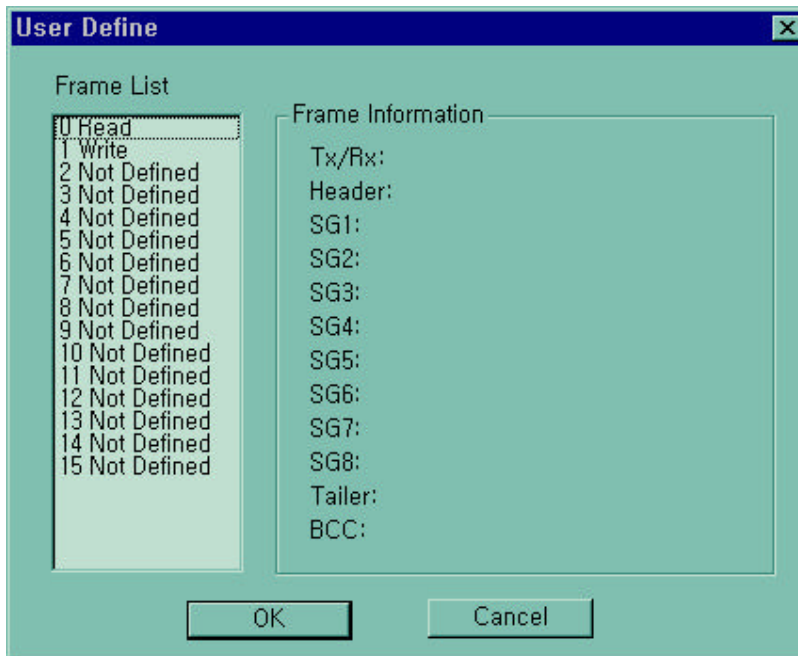 User Define
Frame List
0 Read
1 Write
2 Not Defined
3 Not Defined
4 Not Defined
5 Not Defined
6 Not Defined
7 Not Defined
8 Not Defined
9 Not Defined
10 Not Defined
11 Not Defined
12 Not Defined
13 Not Defined
14 Not Defined
15 Not Defined
Frame Information
Tx/Rx:
Header:
SG1:
SG2:
SG3:
SG4:
SG5:
SG6:
SG7:
SG8:
Tailer:
BCC:
OK
Cancel